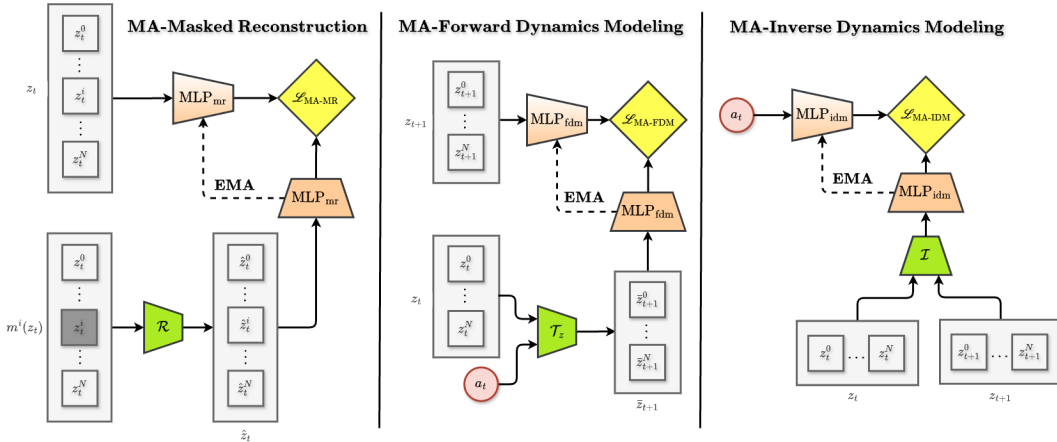 MA-Masked Reconstruction
z_t^0
⋮
z_t
z_t^i
MLP_mr
ℒ_MA-MR
⋮
z_t^N
EMA
MLP_mr
z_t^0
ẑ_t^0
⋮
⋮
m^i(z_t)
z_t^i
ℛ
ẑ_t^i
⋮
⋮
z_t^N
ẑ_t^N
ẑ_t
MA-Forward Dynamics Modeling
z_{t+1}^0
z_{t+1}
⋮
MLP_fdm
ℒ_MA-FDM
z_{t+1}^N
EMA
MLP_fdm
z_t^0
z_t
⋮
z_t^N
𝒯_z
a_t
z̄_{t+1}^0
⋮
z̄_{t+1}^N
z̄_{t+1}
MA-Inverse Dynamics Modeling
a_t
MLP_idm
ℒ_MA-IDM
EMA
MLP_idm
ℐ
z_t^0 … z_t^N
z_{t+1}^0 … z_{t+1}^N
z_t
z_{t+1}